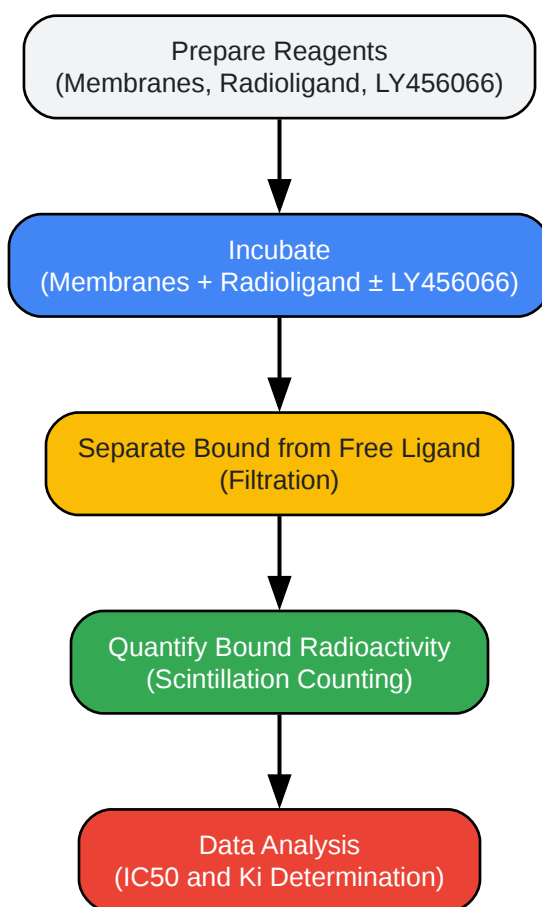 Prepare Reagents
(Membranes, Radioligand, LY456066)
Incubate
(Membranes + Radioligand ± LY456066)
Separate Bound from Free Ligand
(Filtration)
Quantify Bound Radioactivity
(Scintillation Counting)
Data Analysis
(IC50 and Ki Determination)